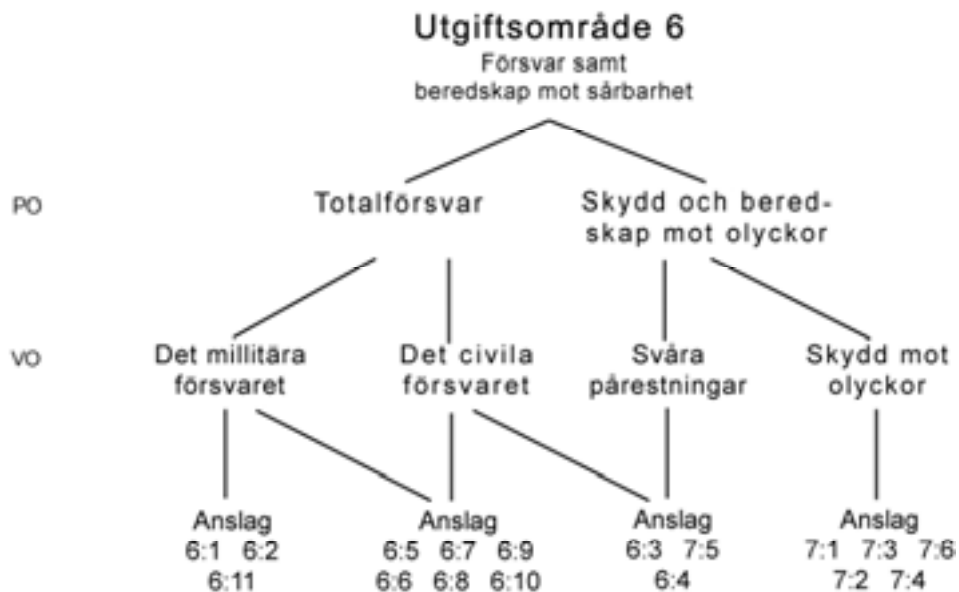 Utgiftsområde 6
Försvar samt
beredskap mot sårbarhet
PO
Totalförsvar
Skydd och bered-
skap mot olyckor
VO
Det millitära
försvaret
Det civila
försvaret
Svåra
pårestningar
Skydd mot
olyckor
Anslag
6:1 6:2
6:11
Anslag
6:5 6:7 6:9
6:6 6:8 6:10
Anslag
6:3 7:5
6:4
Anslag
7:1 7:3 7:6
7:2 7:4